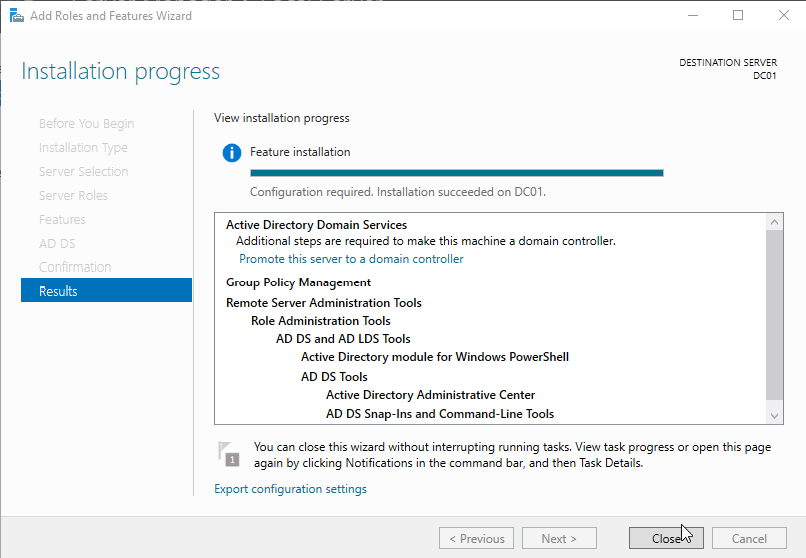 Add Roles and Features Wizard
Installation progress
DESTINATION SERVER
DC01
Before You Begin
Installation Type
Server Selection
Server Roles
Features
AD DS
Confirmation
Results
View installation progress
Feature installation
Configuration required. Installation succeeded on DC01.
Active Directory Domain Services
Additional steps are required to make this machine a domain controller.
Promote this server to a domain controller
Group Policy Management
Remote Server Administration Tools
Role Administration Tools
AD DS and AD LDS Tools
Active Directory module for Windows PowerShell
AD DS Tools
Active Directory Administrative Center
AD DS Snap-Ins and Command-Line Tools
1
You can close this wizard without interrupting running tasks. View task progress or open this page
again by clicking Notifications in the command bar, and then Task Details.
Export configuration settings
< Previous
Next >
Close
Cancel